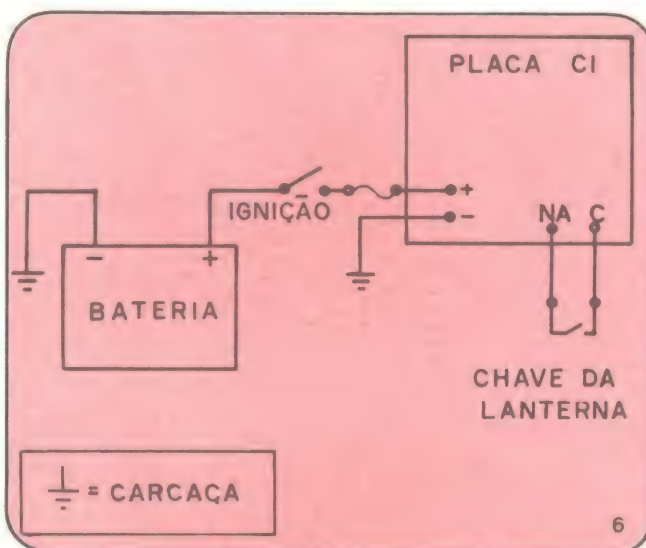 PLACA CI
+
-
IGNIÇÃO
NA C
- +
BATERIA
CHAVE DA
LANTERNA
= CARCAÇA
6